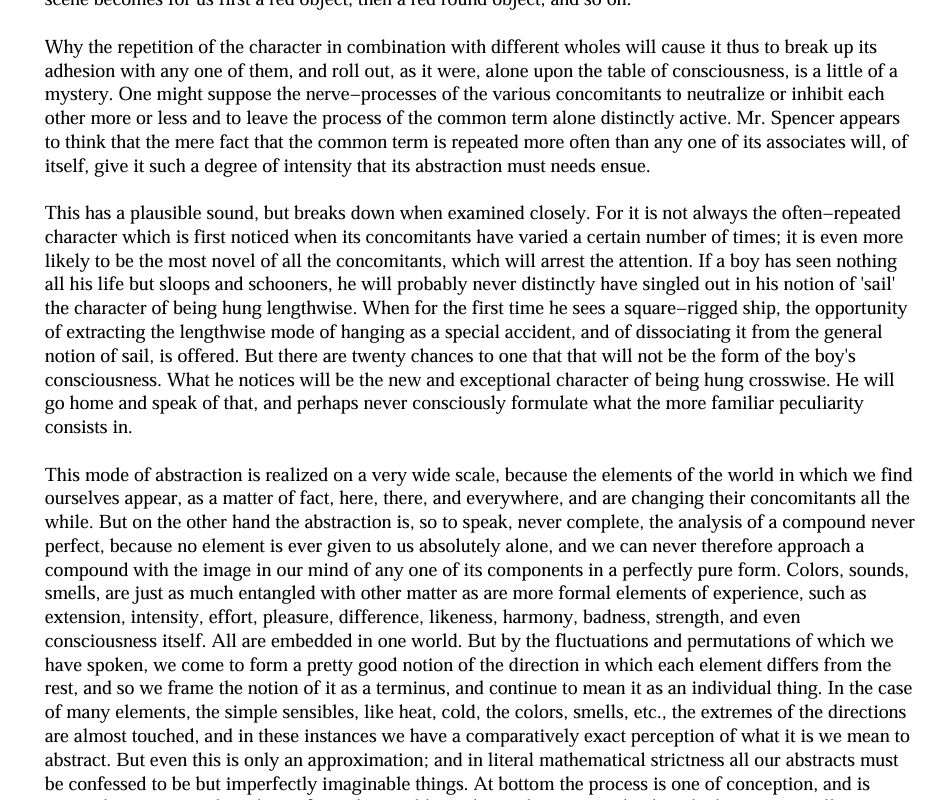 scene becomes for us first a red object, then a red round object, and so on.
Why the repetition of the character in combination with different wholes will cause it thus to break up its
adhesion with any one of them, and roll out, as it were, alone upon the table of consciousness, is a little of a
mystery. One might suppose the nerve−processes of the various concomitants to neutralize or inhibit each
other more or less and to leave the process of the common term alone distinctly active. Mr. Spencer appears
to think that the mere fact that the common term is repeated more often than any one of its associates will, of
itself, give it such a degree of intensity that its abstraction must needs ensue.
This has a plausible sound, but breaks down when examined closely. For it is not always the often−repeated
character which is first noticed when its concomitants have varied a certain number of times; it is even more
likely to be the most novel of all the concomitants, which will arrest the attention. If a boy has seen nothing
all his life but sloops and schooners, he will probably never distinctly have singled out in his notion of 'sail'
the character of being hung lengthwise. When for the first time he sees a square−rigged ship, the opportunity
of extracting the lengthwise mode of hanging as a special accident, and of dissociating it from the general
notion of sail, is offered. But there are twenty chances to one that that will not be the form of the boy's
consciousness. What he notices will be the new and exceptional character of being hung crosswise. He will
go home and speak of that, and perhaps never consciously formulate what the more familiar peculiarity
consists in.
This mode of abstraction is realized on a very wide scale, because the elements of the world in which we find
ourselves appear, as a matter of fact, here, there, and everywhere, and are changing their concomitants all the
while. But on the other hand the abstraction is, so to speak, never complete, the analysis of a compound never
perfect, because no element is ever given to us absolutely alone, and we can never therefore approach a
compound with the image in our mind of any one of its components in a perfectly pure form. Colors, sounds,
smells, are just as much entangled with other matter as are more formal elements of experience, such as
extension, intensity, effort, pleasure, difference, likeness, harmony, badness, strength, and even
consciousness itself. All are embedded in one world. But by the fluctuations and permutations of which we
have spoken, we come to form a pretty good notion of the direction in which each element differs from the
rest, and so we frame the notion of it as a terminus, and continue to mean it as an individual thing. In the case
of many elements, the simple sensibles, like heat, cold, the colors, smells, etc., the extremes of the directions
are almost touched, and in these instances we have a comparatively exact perception of what it is we mean to
abstract. But even this is only an approximation; and in literal mathematical strictness all our abstracts must
be confessed to be but imperfectly imaginable things. At bottom the process is one of conception, and is